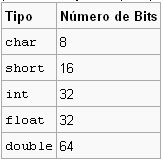 Tipo Número de Bits
char 8
short 16
int 32
float 32
double 64